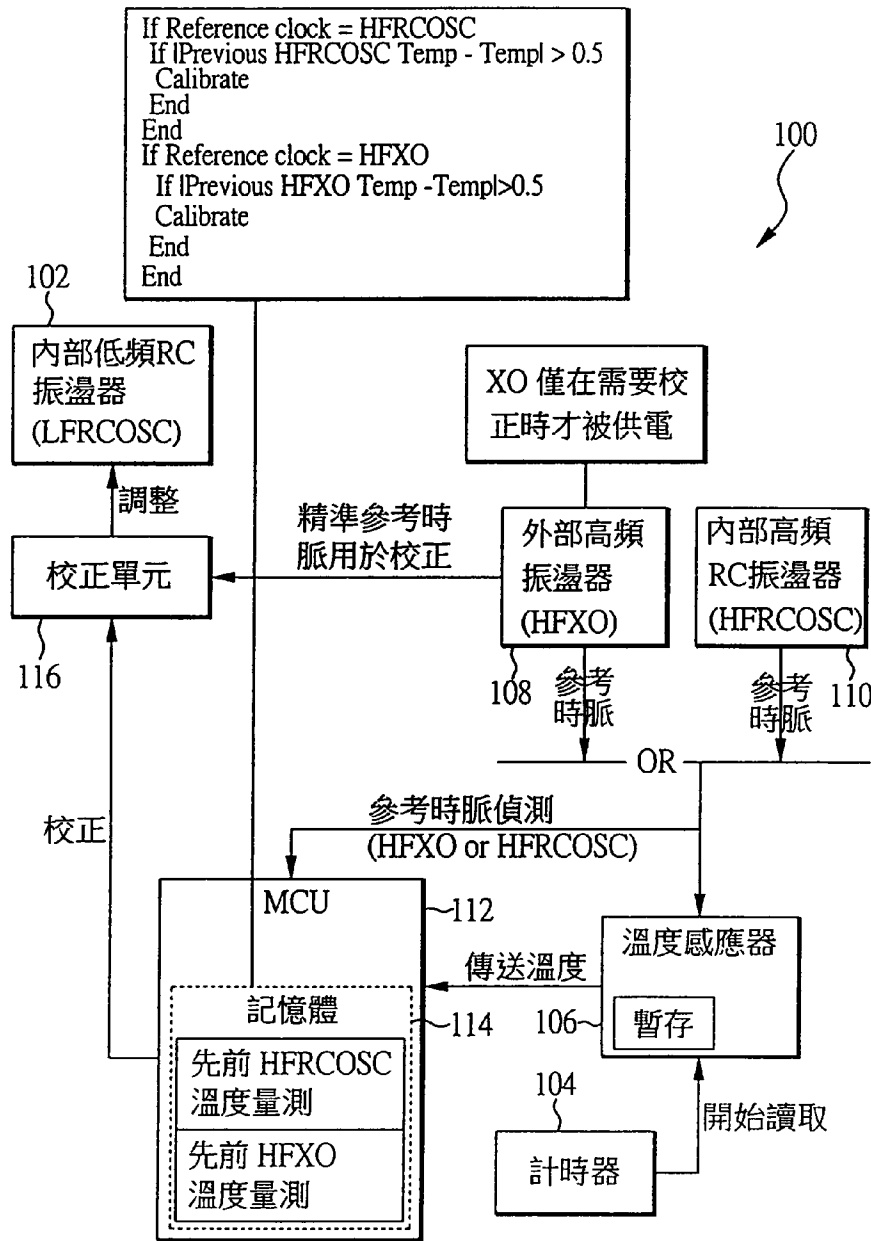 If Reference clock = HFRCOSC
If |Previous HFRCOSC Temp - Temp| > 0.5
Calibrate
End
End
If Reference clock = HFXO
If |Previous HFXO Temp -Temp|>0.5
Calibrate
End
End
100
102
內部低頻RC
振盪器
(LFRCOSC)
XO 僅在需要校
正時才被供電
調整
精準參考時
脈用於校正
外部高頻
振盪器
(HFXO)
內部高頻
RC振盪器
(HFRCOSC)
校正單元
116
108
參考
時脈
參考
時脈
110
OR
校正
參考時脈偵測
(HFXO or HFRCOSC)
MCU
112
溫度感應器
傳送溫度
記憶體
114
106
暫存
先前 HFRCOSC
溫度量測
104
開始讀取
先前 HFXO
溫度量測
計時器